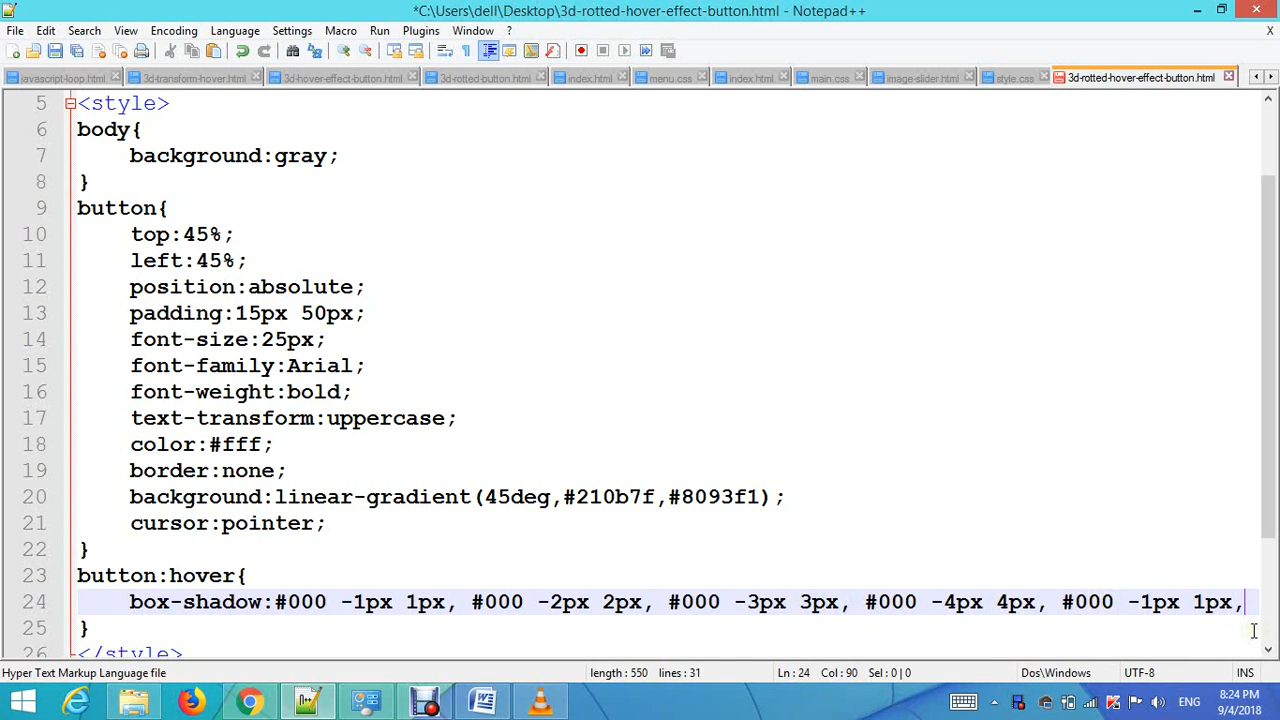 *C:\Users\dell\Desktop\3d-rotted-hover-effect-button.html - Notepad++
File Edit Search View Encoding Language Settings Macro Run Plugins Window ? X
javascript-loop.html 3d-transform-hover.html 3d-hover-effect-button.html 3d-rotted-button.html index.html menu.css index.html main.css image-slider.html style.css 3d-rotted-hover-effect-button.html
5 <style>
6 body{
7 background:gray;
8 }
9 button{
10 top:45%;
11 left:45%;
12 position:absolute;
13 padding:15px 50px;
14 font-size:25px;
15 font-family:Arial;
16 font-weight:bold;
17 text-transform:uppercase;
18 color:#fff;
19 border:none;
20 background:linear-gradient(45deg,#210b7f,#8093f1);
21 cursor:pointer;
22 }
23 button:hover{
24 box-shadow:#000 -1px 1px, #000 -2px 2px, #000 -3px 3px, #000 -4px 4px, #000 -1px 1px,
25 }
26 </style>
Hyper Text Markup Language file length : 550 lines : 31 Ln : 24 Col : 90 Sel : 0 | 0 Dos\Windows UTF-8 INS
ENG 8:24 PM
9/4/2018